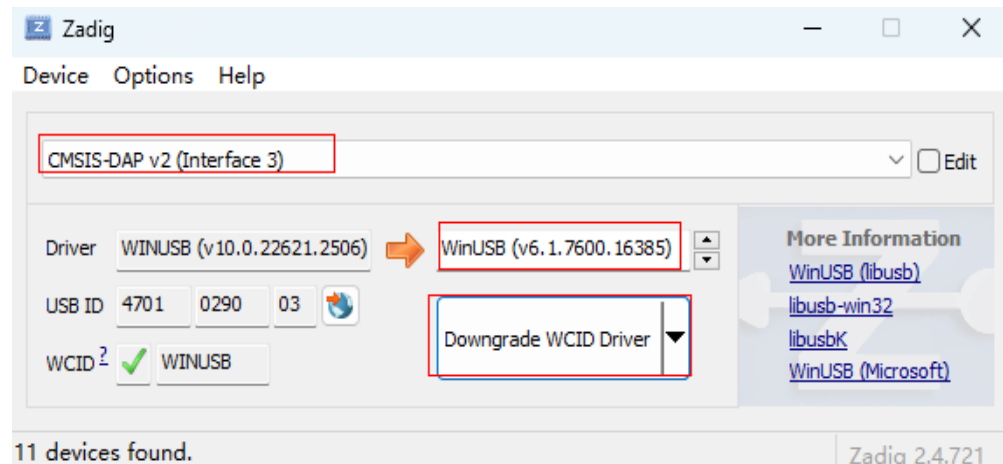 Zadig
Device Options Help
CMSIS-DAP v2 (Interface 3)
Edit
Driver WINUSB (v10.0.22621.2506) WinUSB (v6.1.7600.16385)
USB ID 4701 0290 03
WCID ? WINUSB
Downgrade WCID Driver
More Information
WinUSB (libusb)
libusb-win32
libusbK
WinUSB (Microsoft)
11 devices found.
Zadig 2.4.721